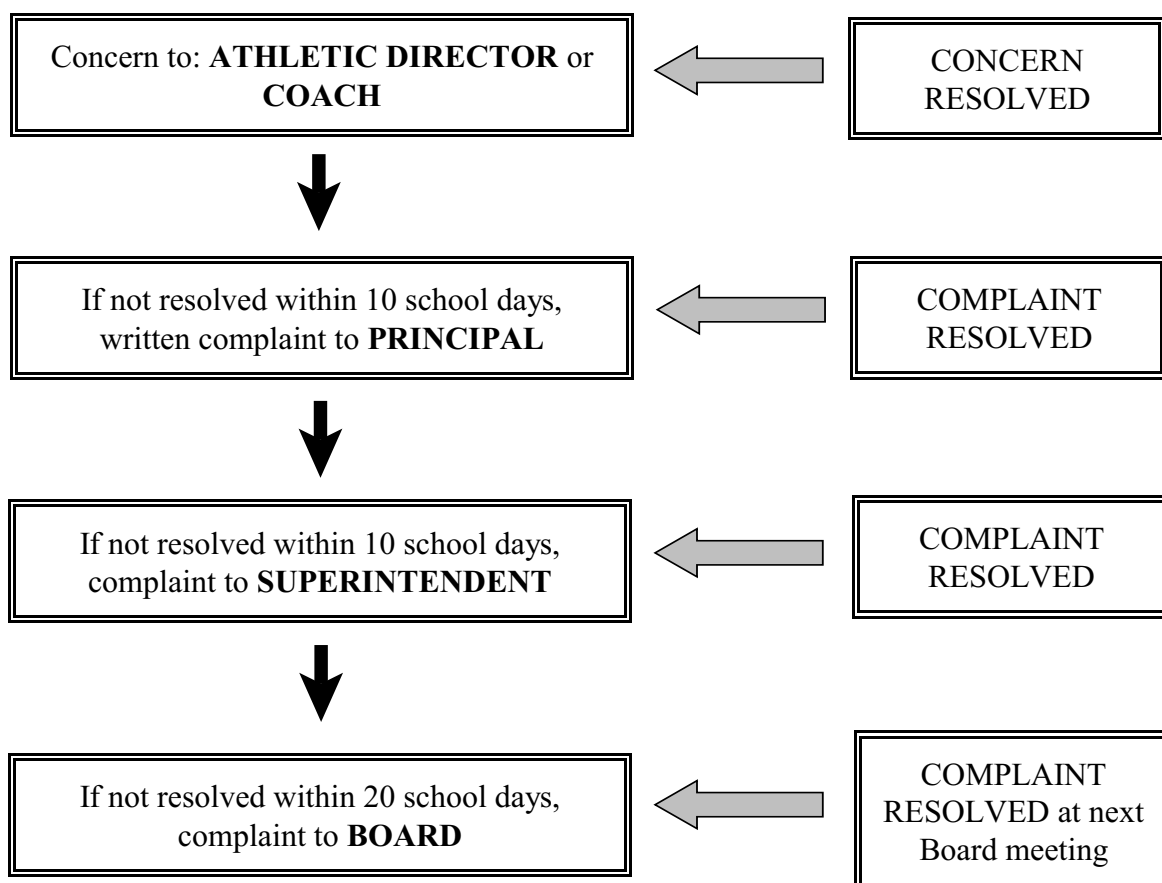 Concern to: ATHLETIC DIRECTOR or
COACH
CONCERN
RESOLVED
If not resolved within 10 school days,
written complaint to PRINCIPAL
COMPLAINT
RESOLVED
If not resolved within 10 school days,
complaint to SUPERINTENDENT
COMPLAINT
RESOLVED
If not resolved within 20 school days,
complaint to BOARD
COMPLAINT
RESOLVED at next
Board meeting